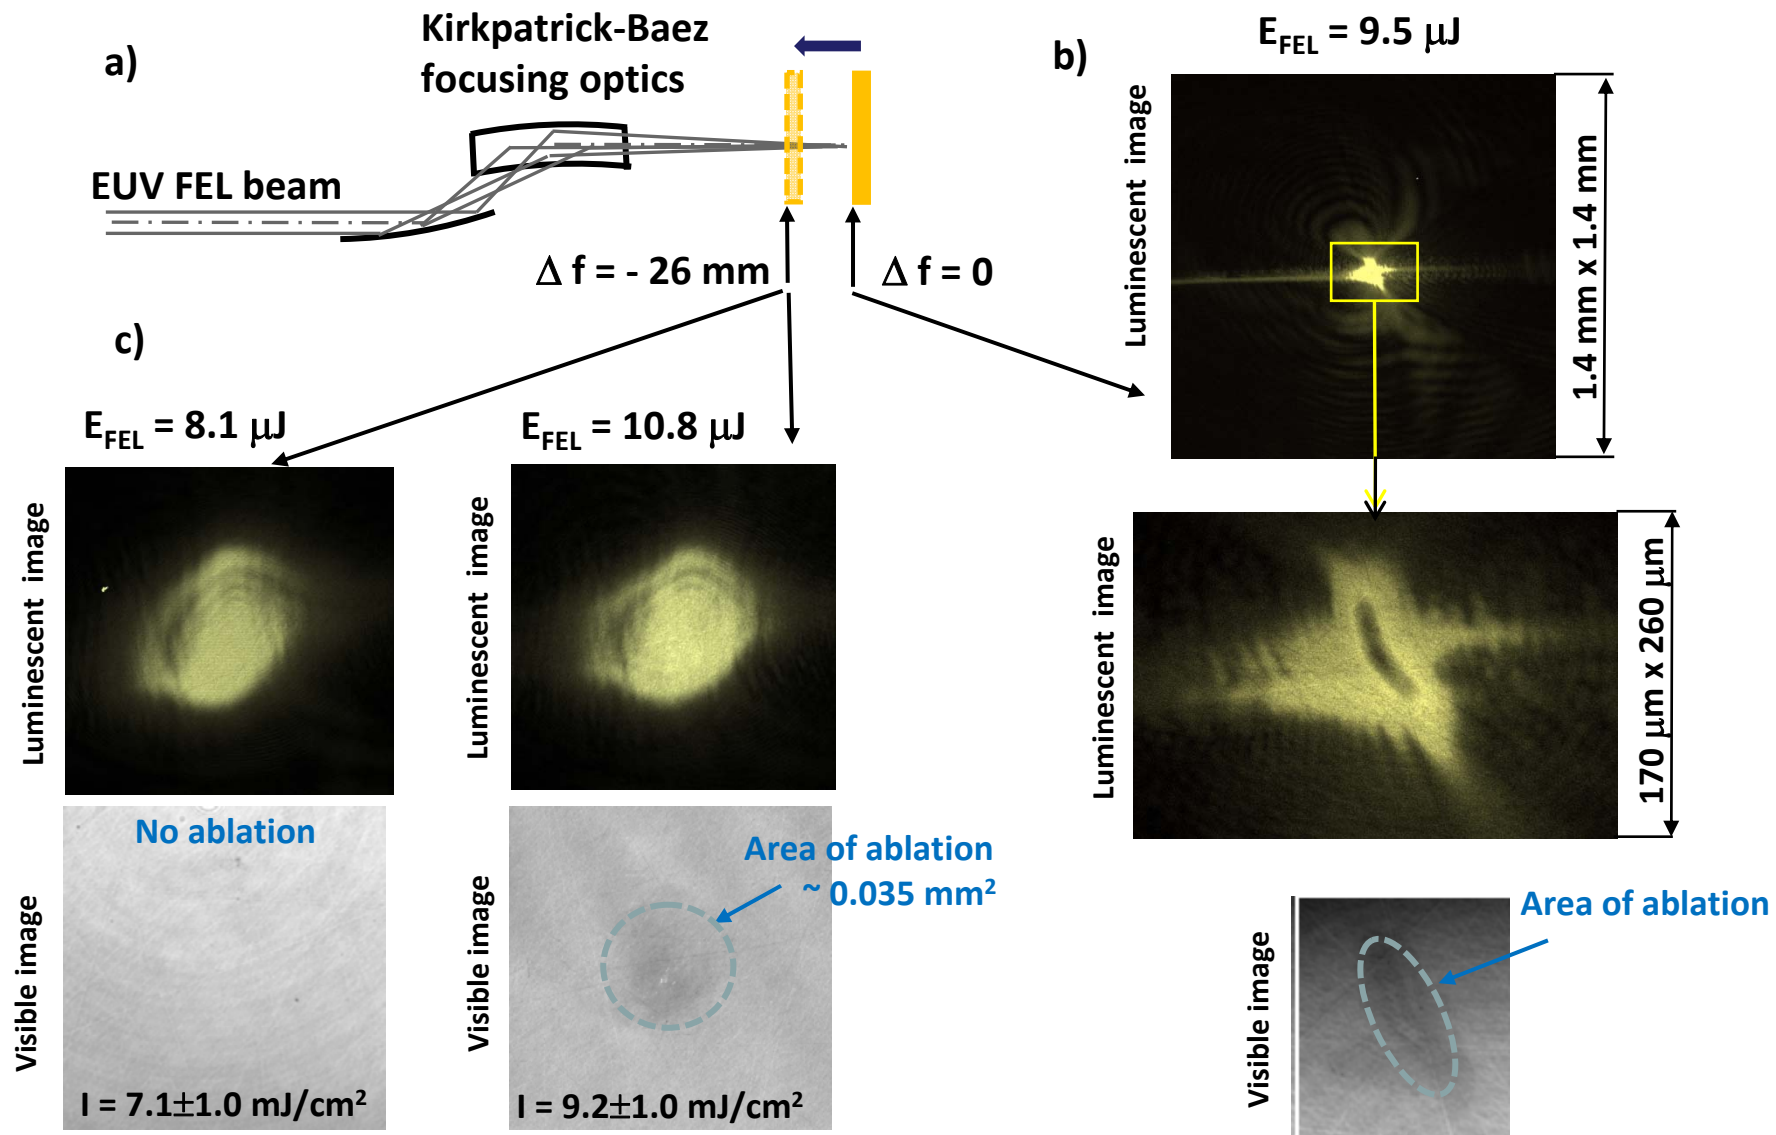 a)
Kirkpatrick-Baez
focusing optics
EUV FEL beam
Δ f = - 26 mm
Δ f = 0
b)
E_FEL = 9.5 μJ
Luminescent image
1.4 mm x 1.4 mm
Luminescent image
170 μm x 260 μm
Visible image
Area of ablation
c)
E_FEL = 8.1 μJ
Luminescent image
Visible image
No ablation
I = 7.1±1.0 mJ/cm²
E_FEL = 10.8 μJ
Luminescent image
Visible image
Area of ablation
~ 0.035 mm²
I = 9.2±1.0 mJ/cm²